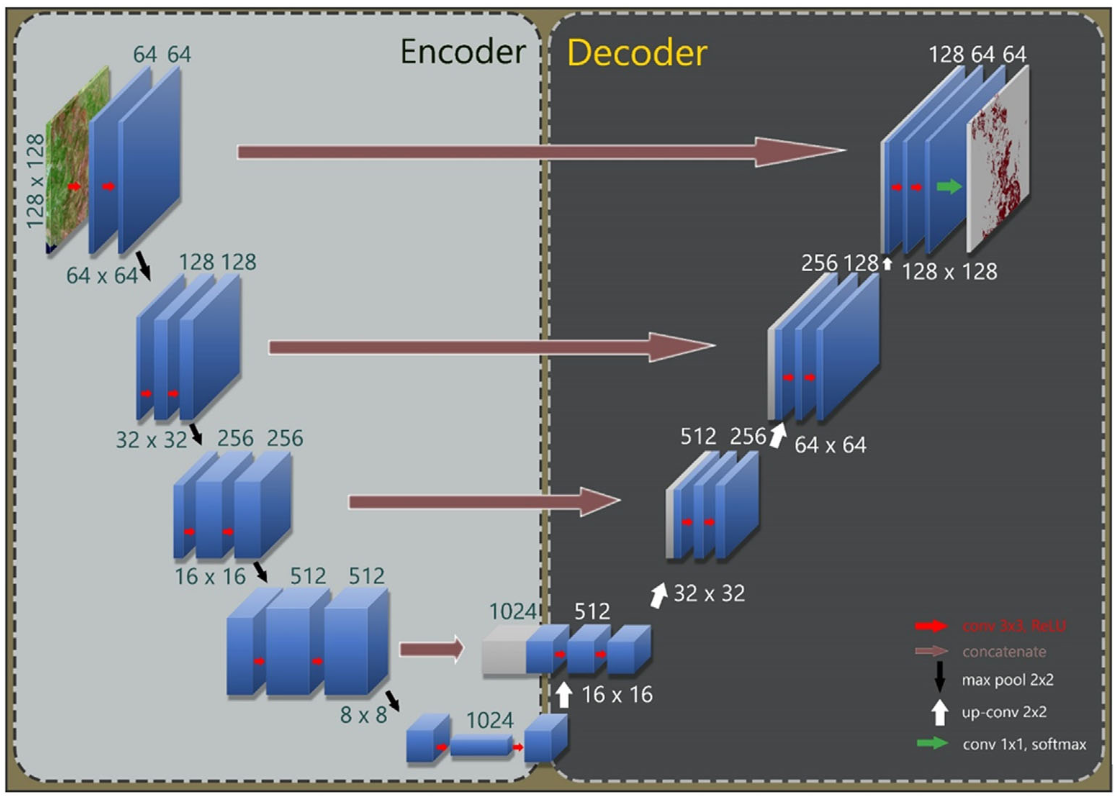 Encoder
Decoder
64 64
128 x 128
64 x 64
128 128
32 x 32
256 256
16 x 16
512 512
8 x 8
1024
1024
512
16 x 16
512 256
32 x 32
256 128
64 x 64
128 64 64
128 x 128
conv 3x3, ReLU
concatenate
max pool 2x2
up-conv 2x2
conv 1x1, softmax